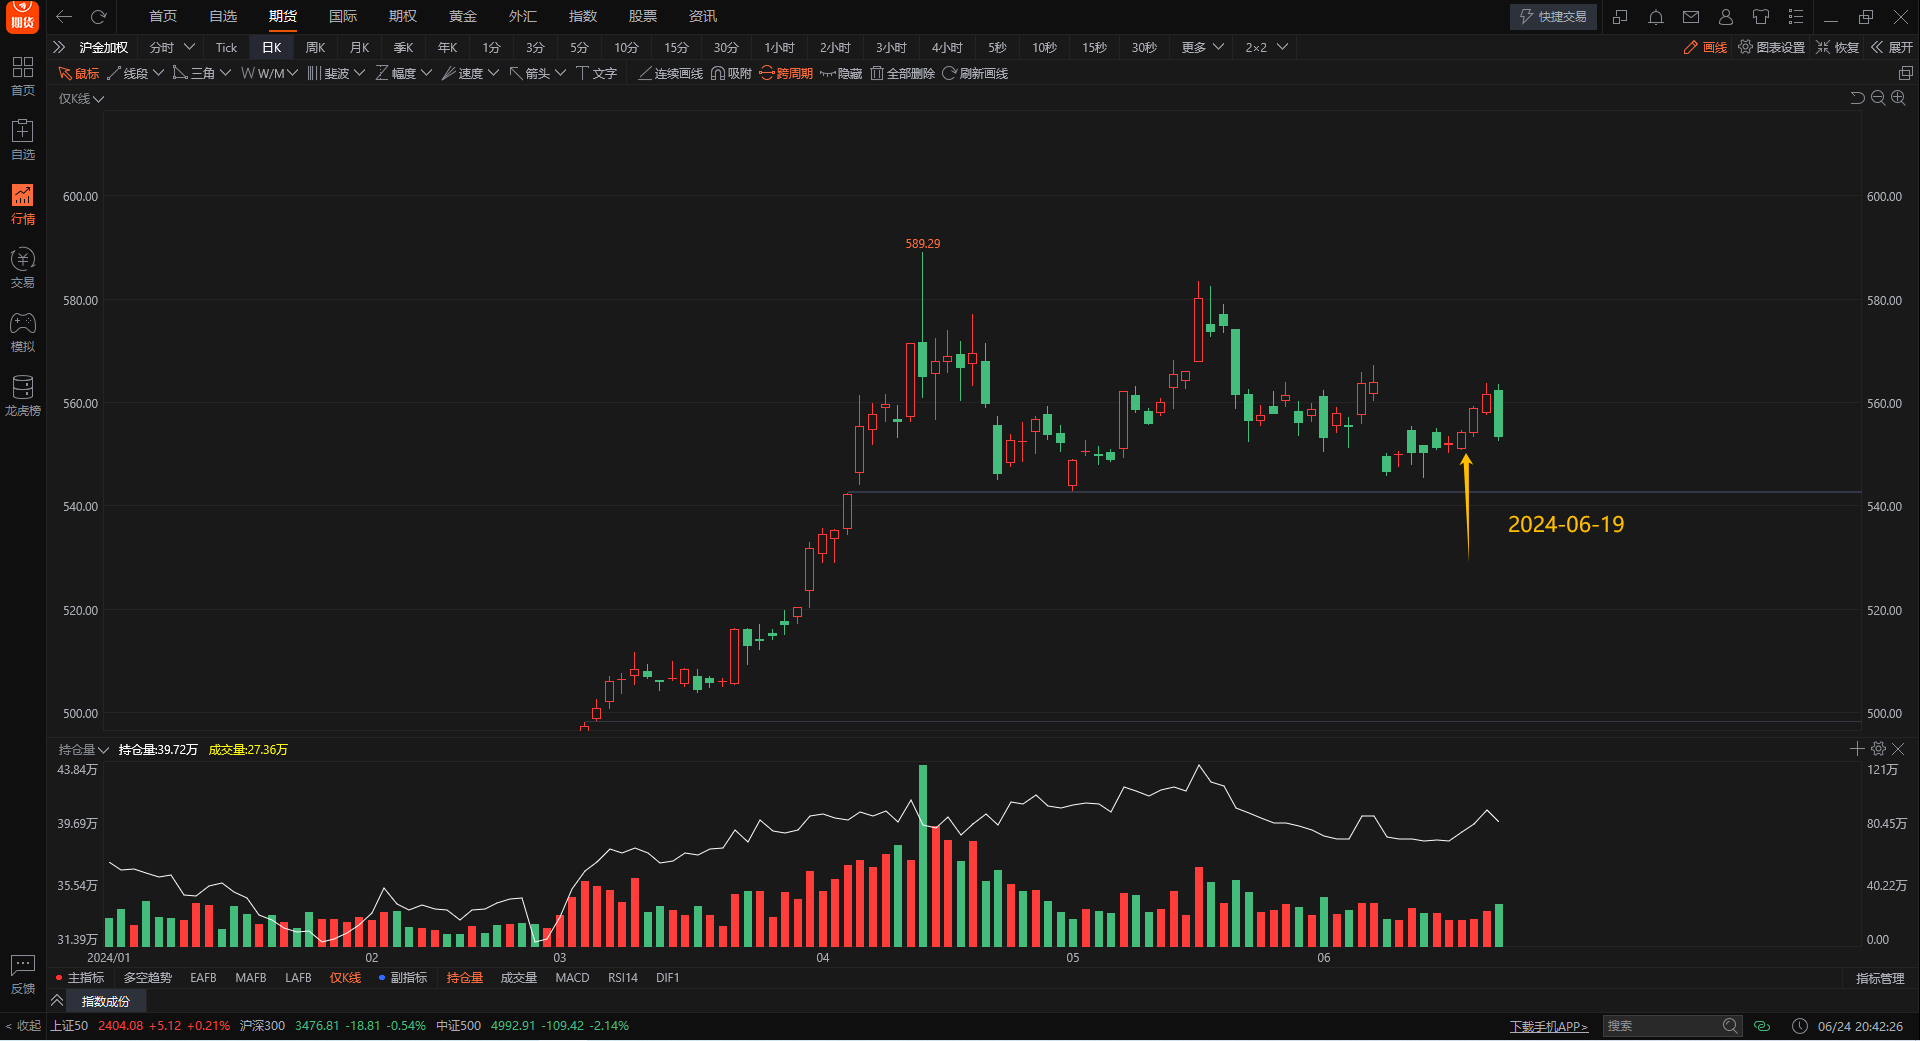 期货 首页 自选 期货 国际 期权 黄金 外汇 指数 股票 资讯 快捷交易
沪金加权 分时 Tick 日K 周K 月K 季K 年K 1分 3分 5分 10分 15分 30分 1小时 2小时 3小时 4小时 5秒 10秒 15秒 30秒 更多 2×2 画线 图表设置 恢复 展开
鼠标 线段 三角 W/M 斐波 幅度 速度 箭头 文字 连续画线 吸附 跨周期 隐藏 全部删除 刷新画线
首页
自选
行情
交易
模拟
龙虎榜
反馈
仅K线
600.00 600.00
589.29
580.00 580.00
560.00 560.00
540.00 540.00
2024-06-19
520.00 520.00
500.00 500.00
持仓量 持仓量:39.72万 成交量:27.36万
43.84万 121万
39.69万 80.45万
35.54万 40.22万
31.39万 0.00
2024/01 02 03 04 05 06
主指标 多空趋势 EAFB MAFB LAFB 仅K线 副指标 持仓量 成交量 MACD RSI14 DIF1 指标管理
指数成份
< 收起 上证50 2404.08 +5.12 +0.21% 沪深300 3476.81 -18.81 -0.54% 中证500 4992.91 -109.42 -2.14% 下载手机APP> 搜索 06/24 20:42:26